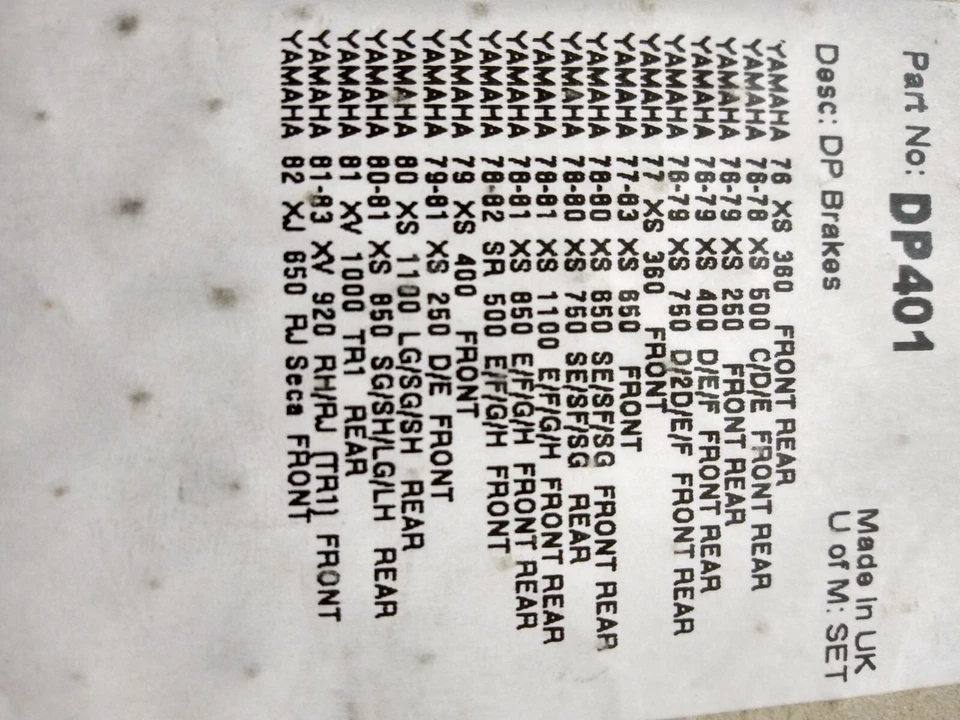 Part No: DP401
Made in UK
Desc: DP Brakes
U of M: SET
YAMAHA 76 XS 360 FRONT REAR
YAMAHA 76-78 XS 500 C/D/E FRONT REAR
YAMAHA 76-79 XS 250 FRONT REAR
YAMAHA 76-79 XS 400 D/E/F FRONT REAR
YAMAHA 76-79 XS 750 D/2D/E/F FRONT REAR
YAMAHA 77 XS 360 FRONT
YAMAHA 77-83 XS 650 FRONT
YAMAHA 78-80 XS 650 SE/SF/SG FRONT REAR
YAMAHA 78-80 XS 750 SE/SF/SG REAR
YAMAHA 78-81 XS 1100 E/F/G/H FRONT REAR
YAMAHA 78-81 XS 850 E/F/G/H FRONT REAR
YAMAHA 78-82 SR 500 E/F/G/H FRONT
YAMAHA 79 XS 400 FRONT
YAMAHA 79-81 XS 250 D/E FRONT
YAMAHA 80 XS 1100 LG/SG/SH REAR
YAMAHA 80-81 XS 850 SG/SH/LG/LH REAR
YAMAHA 81 XV 1000 TR1 REAR
YAMAHA 81-83 XV 920 RH/RJ [TR1] FRONT
YAMAHA 82 XJ 650 RJ Seca FRONT